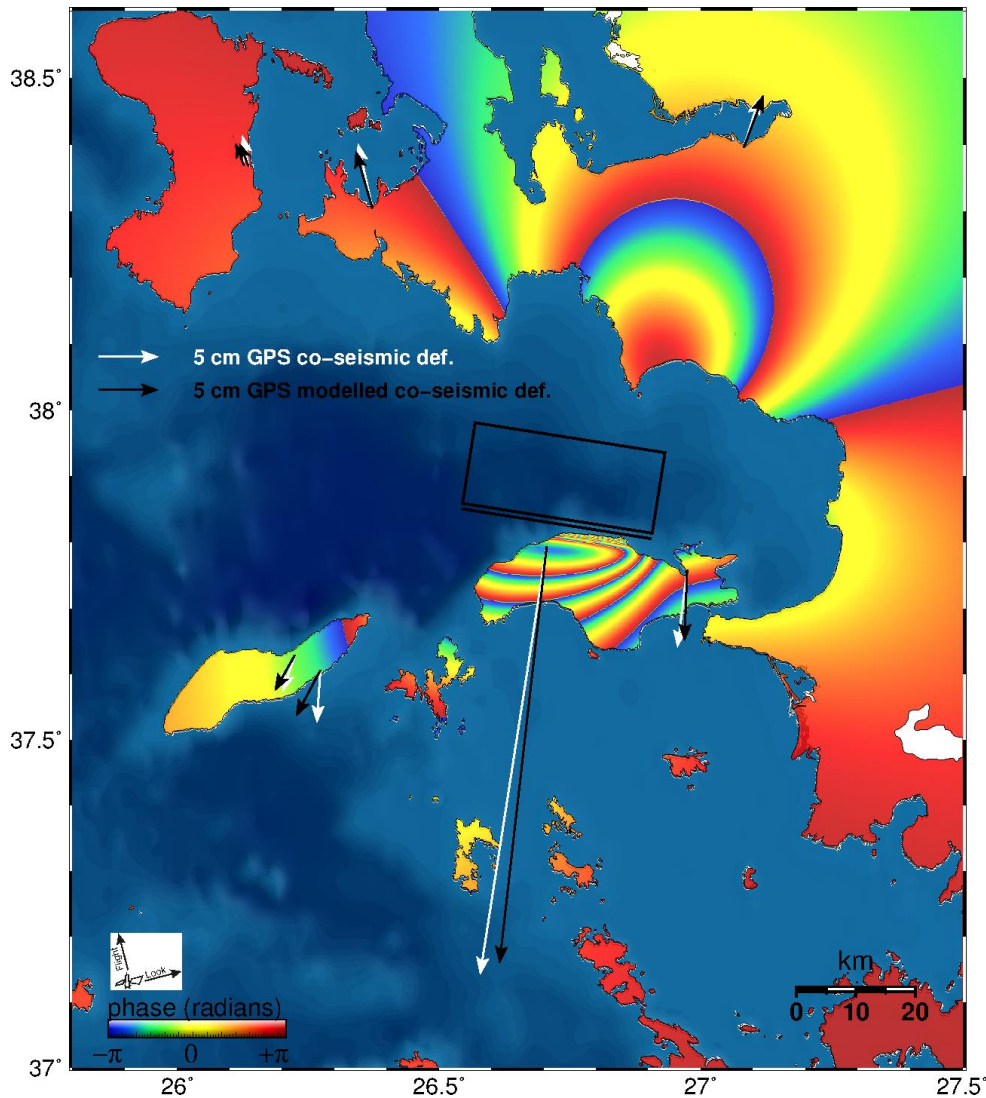 38.5°
5 cm GPS co−seismic def.
5 cm GPS modelled co−seismic def.
38°
37.5°
Flight
Look
km
0 10 20
phase (radians)
−π 0 +π
37°
26° 26.5° 27° 27.5°